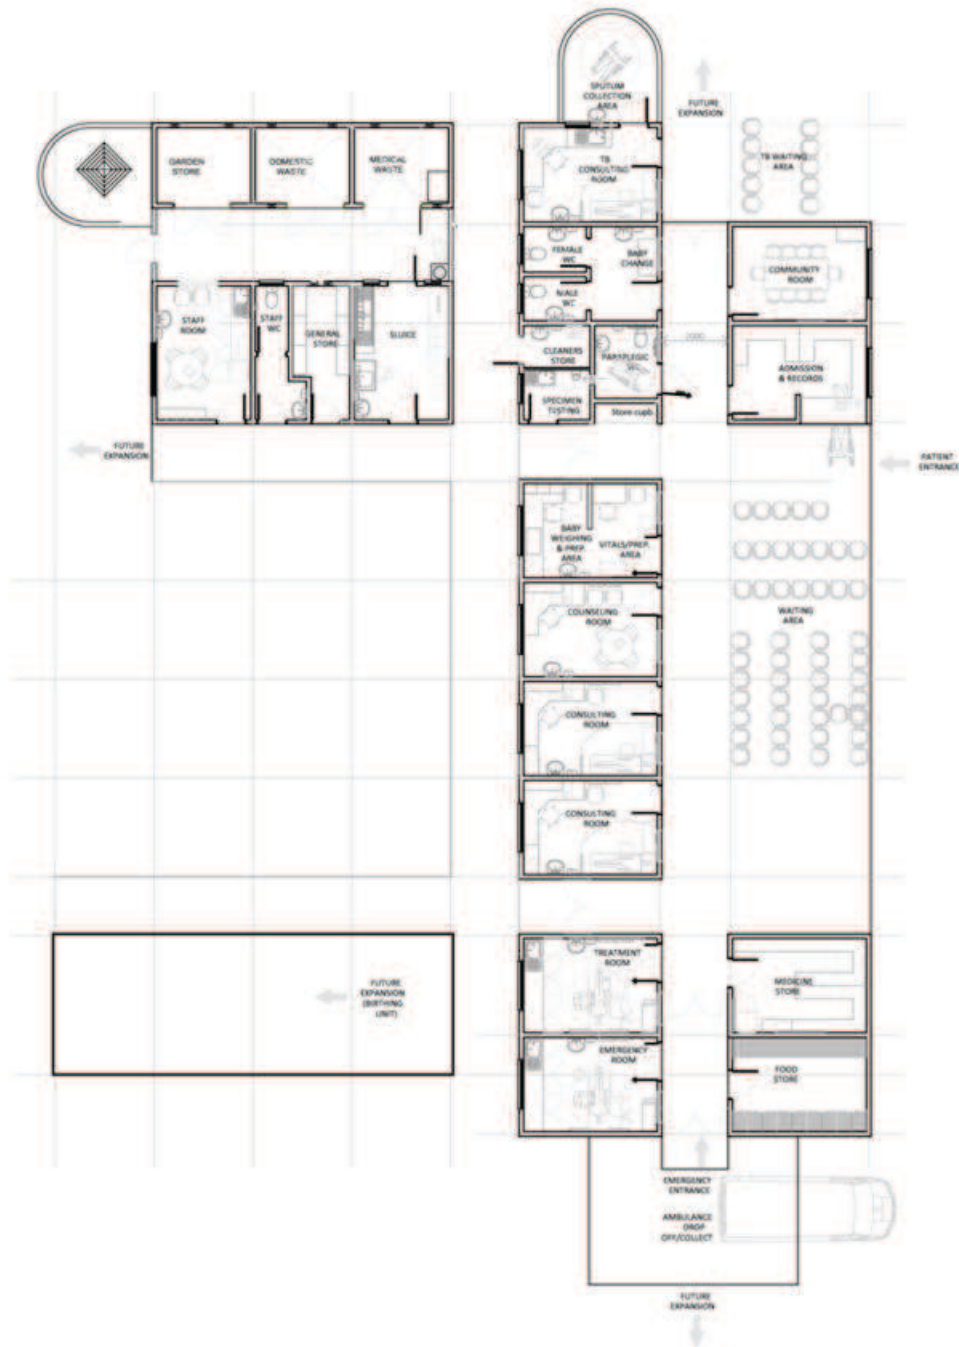 SPUTUM
COLLECTION
AREA
FUTURE
EXPANSION
GARDEN
STORE
DOMESTIC
WASTE
MEDICAL
WASTE
TB
CONSULTING
ROOM
TB WAITING
AREA
FEMALE
WC
BABY
CHANGE
COMMUNITY
ROOM
MALE
WC
STAFF
ROOM
STAFF
WC
GENERAL
STORE
SLUICE
CLEANERS
STORE
PARAPLEGIC
WC
2000
ADMISSION
& RECORDS
SPECIMEN
TESTING
Store cupb.
FUTURE
EXPANSION
PATIENT
ENTRANCE
BABY
WEIGHING
& PREP.
AREA
VITALS/PREP.
AREA
COUNSELING
ROOM
WAITING
AREA
CONSULTING
ROOM
CONSULTING
ROOM
TREATMENT
ROOM
MEDICINE
STORE
FUTURE
EXPANSION
(BIRTHING
UNIT)
EMERGENCY
ROOM
FOOD
STORE
EMERGENCY
ENTRANCE
AMBULANCE
DROP
OFF/COLLECT
FUTURE
EXPANSION